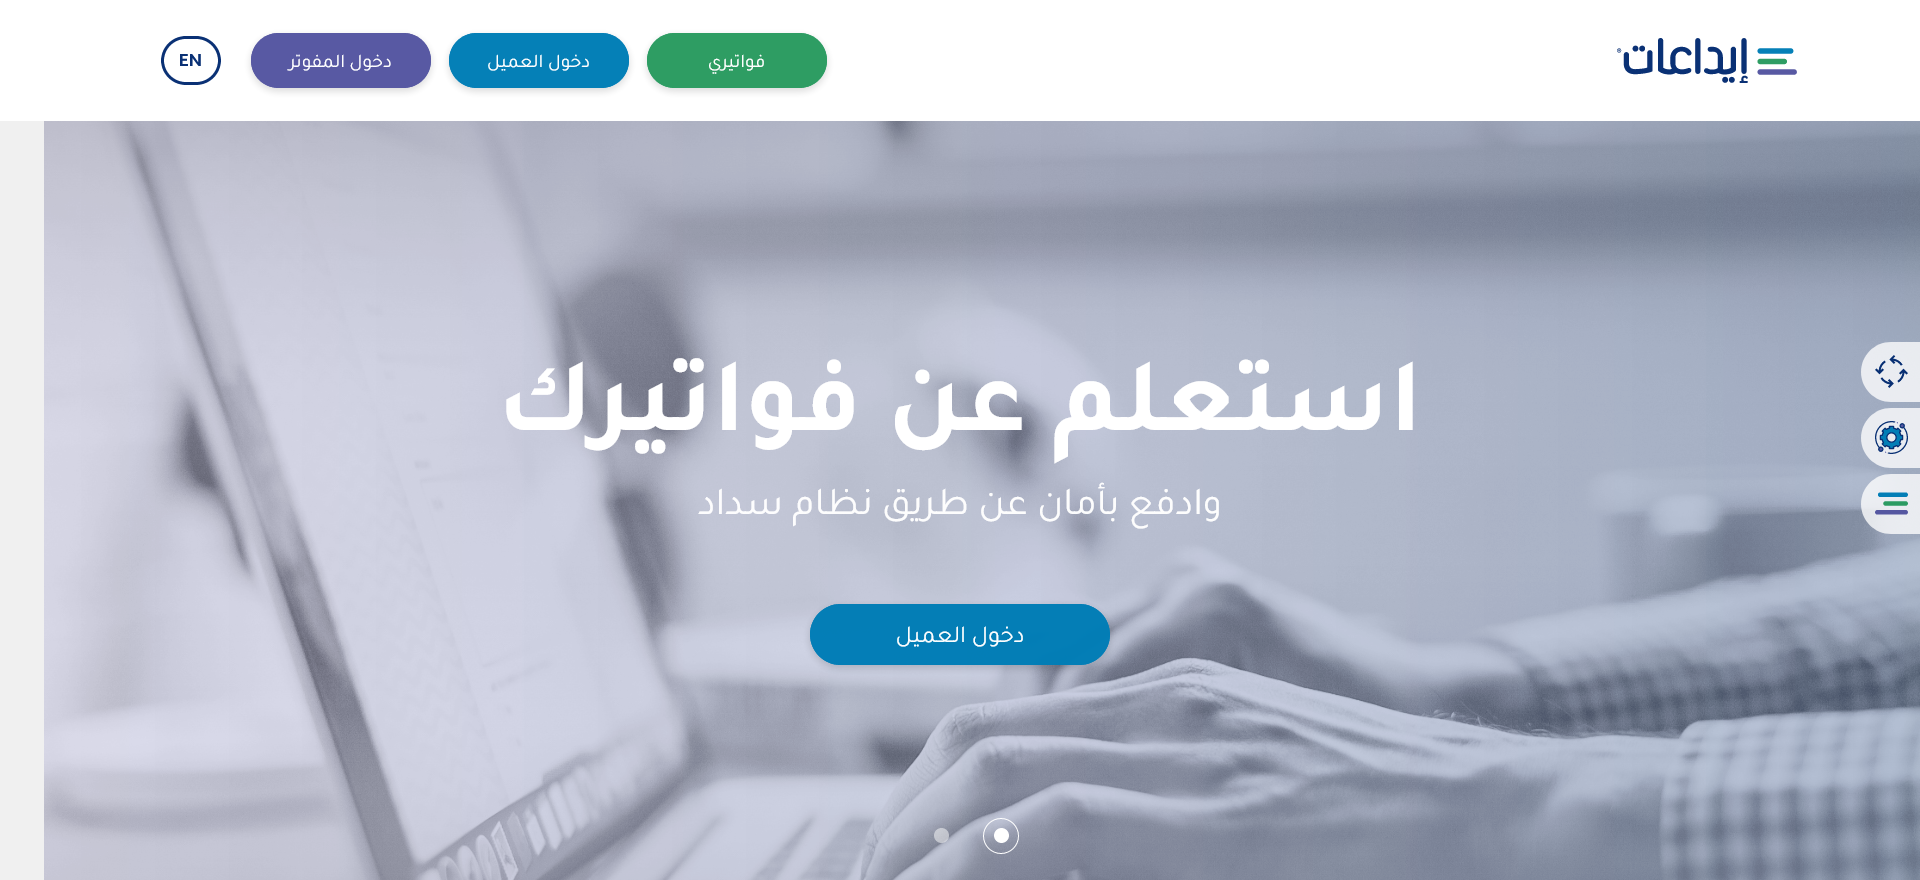 إيداعات
®
فواتيري
دخول العميل
دخول المفوتر
EN
استعلم عن فواتيرك
وادفع بأمان عن طريق نظام سداد
دخول العميل